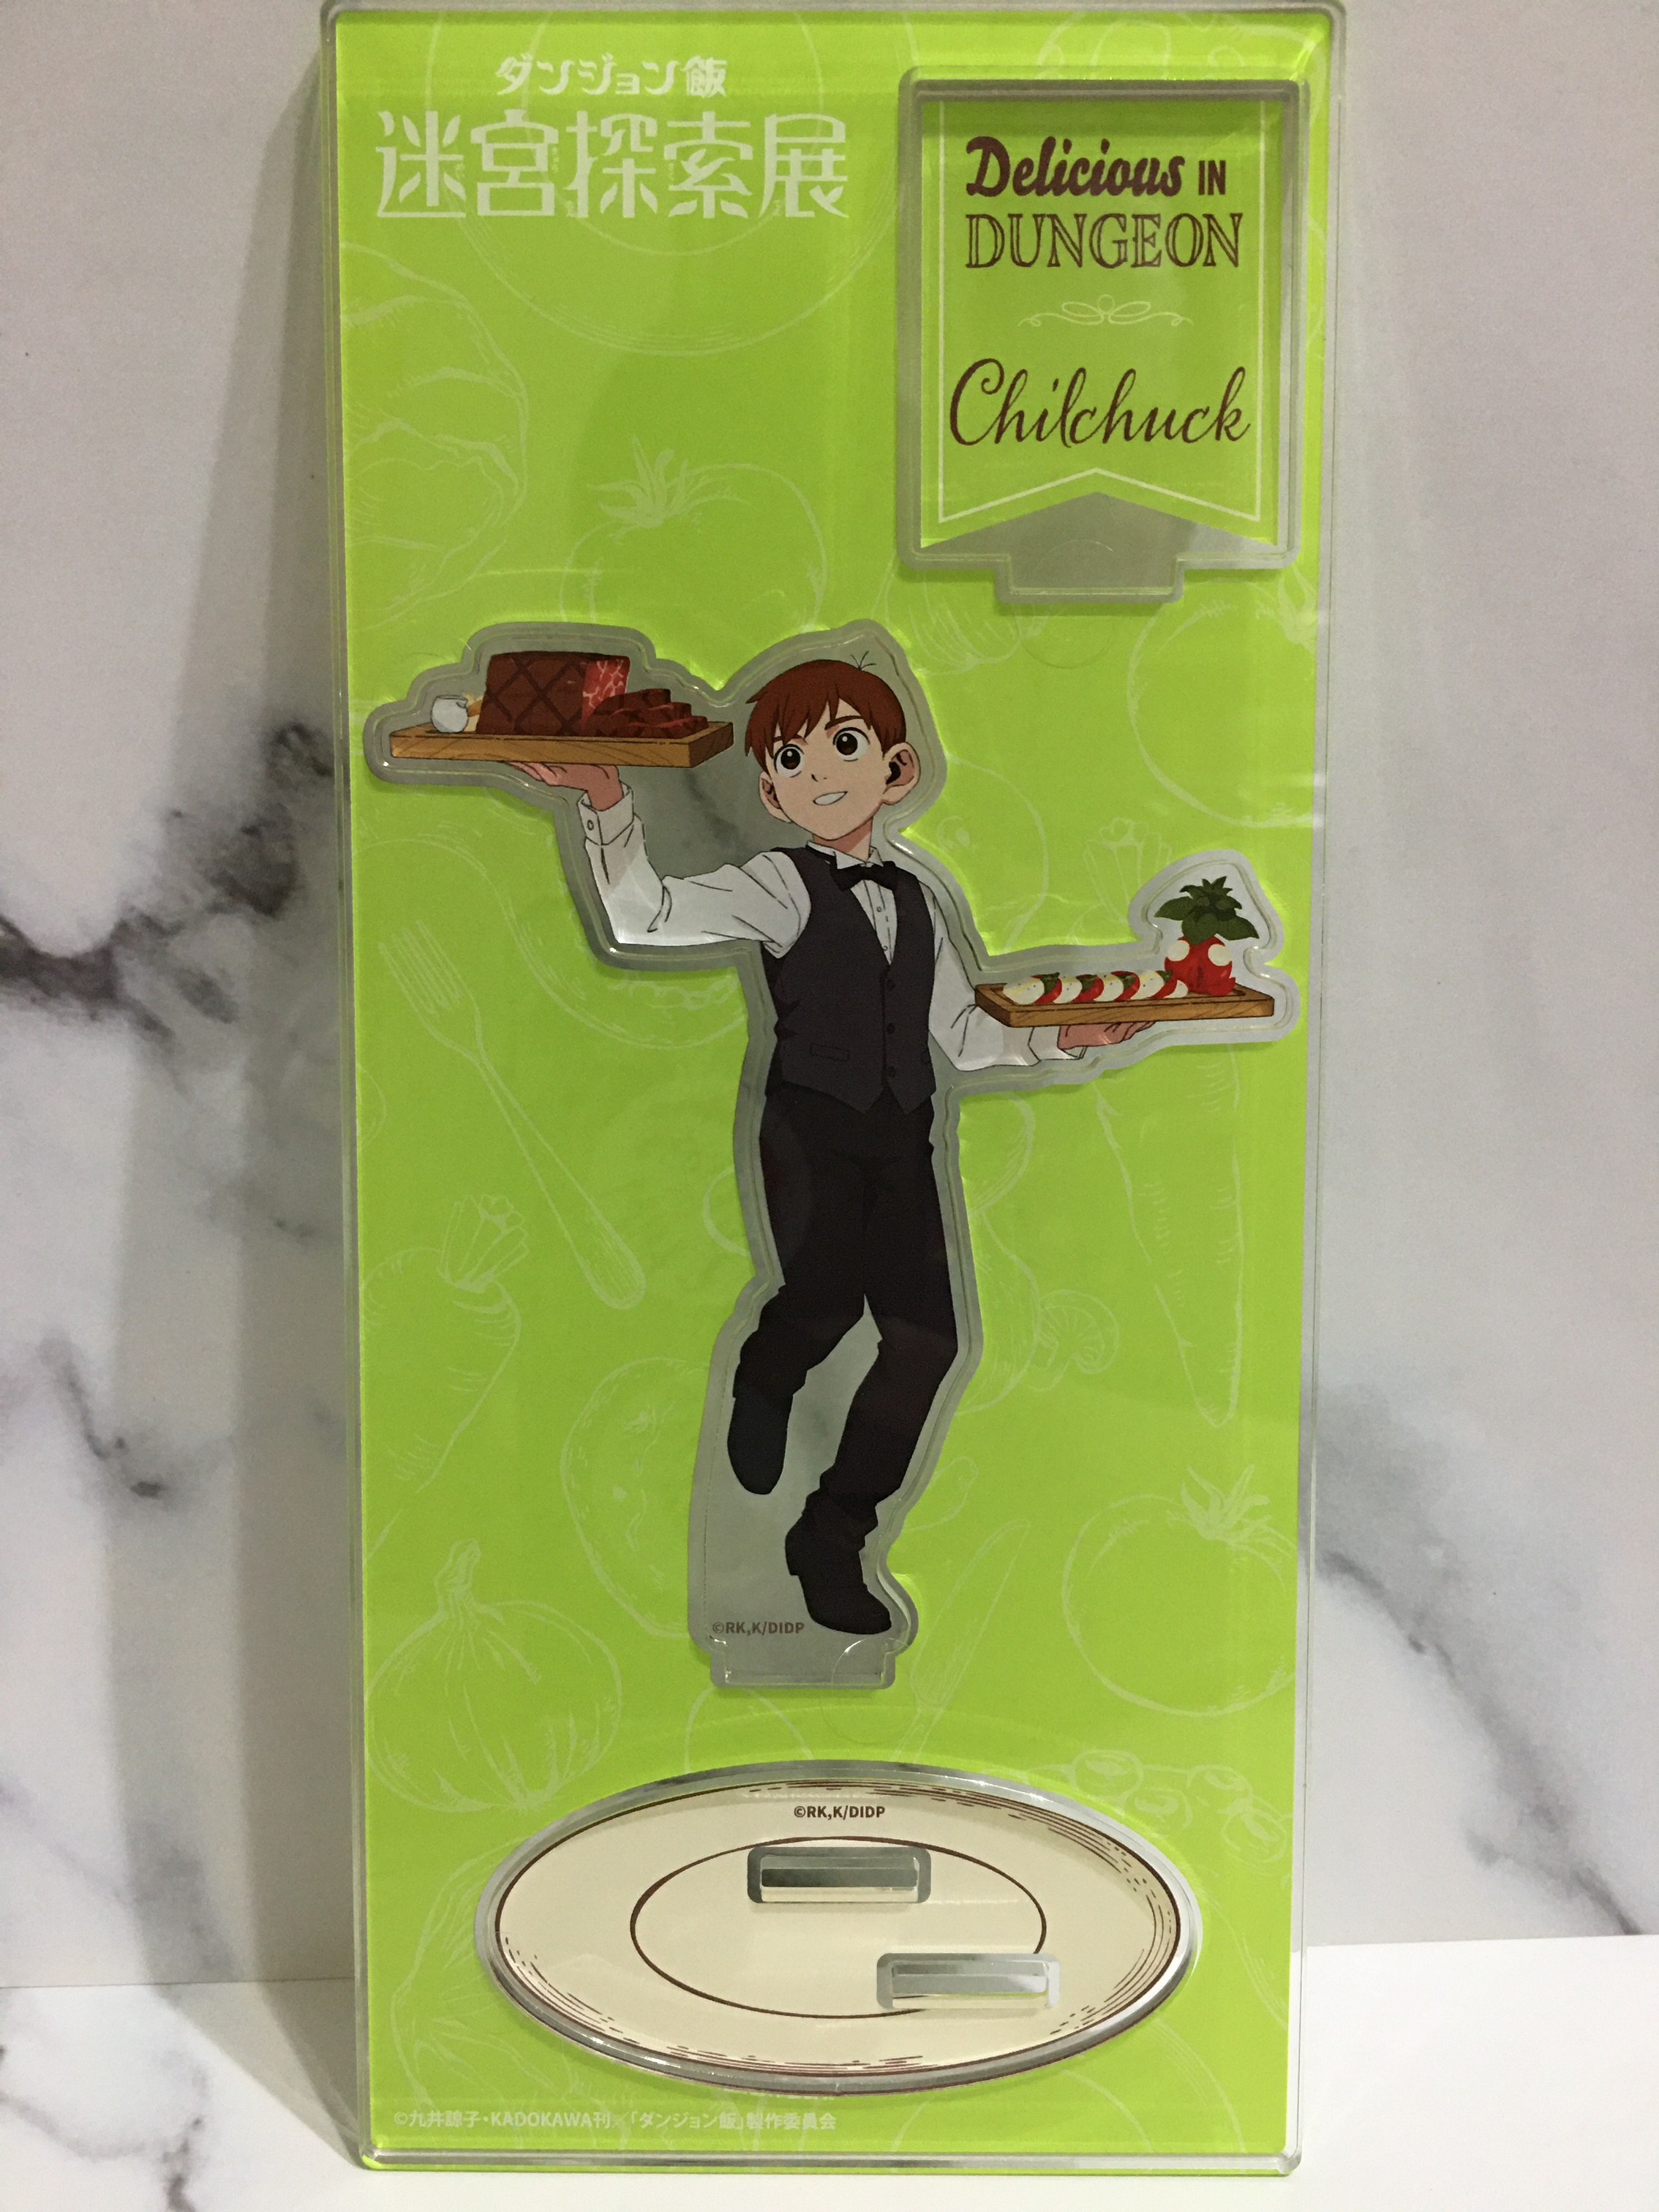 ダンジョン飯
迷宮探索展
Delicious IN
DUNGEON
Chilchuck
©RK,K/DIDP
©RK,K/DIDP
©九井諒子・KADOKAWA刊／「ダンジョン飯」製作委員会